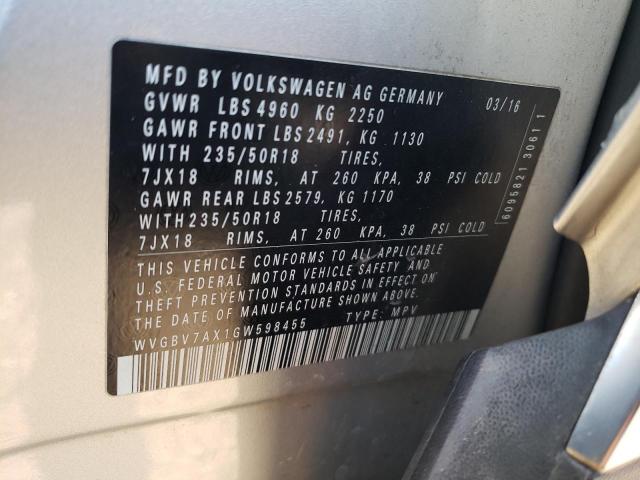 MFD BY VOLKSWAGEN AG GERMANY 03/16
GVWR LBS 4960 KG 2250
GAWR FRONT LBS 2491, KG 1130
WITH 235/50R18 TIRES,
7JX18 RIMS, AT 260 KPA, 38 PSI COLD
GAWR REAR LBS 2579, KG 1170
WITH 235/50R18 TIRES,
7JX18 RIMS, AT 260 KPA, 38 PSI COLD
THIS VEHICLE CONFORMS TO ALL APPLICABLE
U.S. FEDERAL MOTOR VEHICLE SAFETY AND
THEFT PREVENTION STANDARDS IN EFFECT ON
THE DATE OF MANUFACTURE SHOWN ABOVE.
WVGBV7AX1GW598455 TYPE: MPV
6095821 3061 1